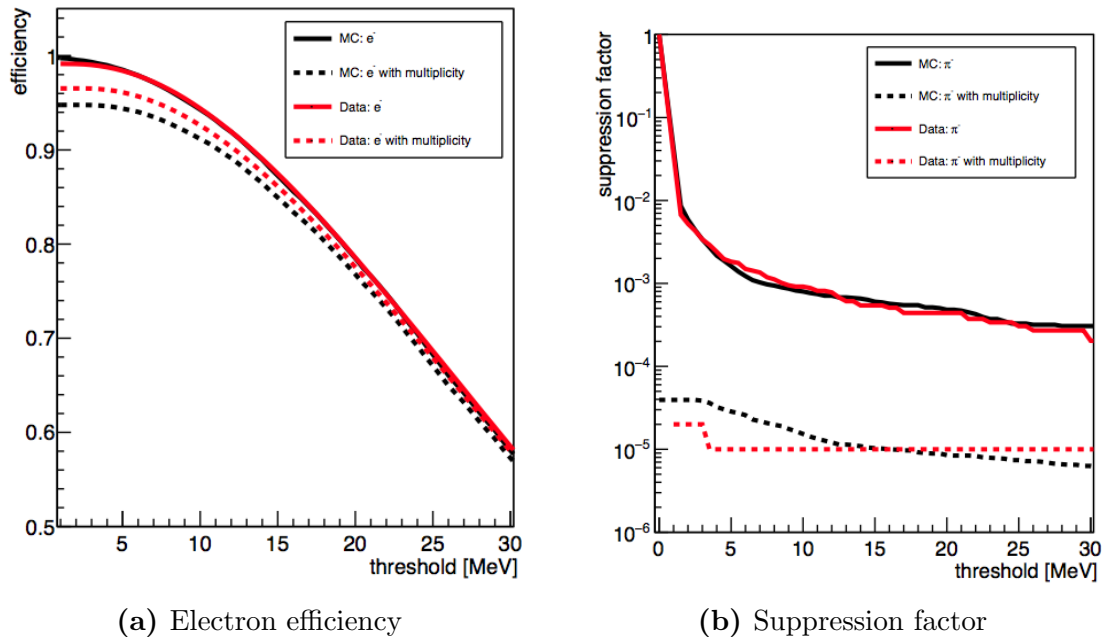 efficiency
1
0.9
0.8
0.7
0.6
0.5
5 10 15 20 25 30
threshold [MeV]
MC: e⁻
MC: e⁻ with multiplicity
Data: e⁻
Data: e⁻ with multiplicity
(a) Electron efficiency
suppression factor
1
10⁻¹
10⁻²
10⁻³
10⁻⁴
10⁻⁵
10⁻⁶
0 5 10 15 20 25 30
threshold [MeV]
MC: π⁻
MC: π⁻ with multiplicity
Data: π⁻
Data: π⁻ with multiplicity
(b) Suppression factor